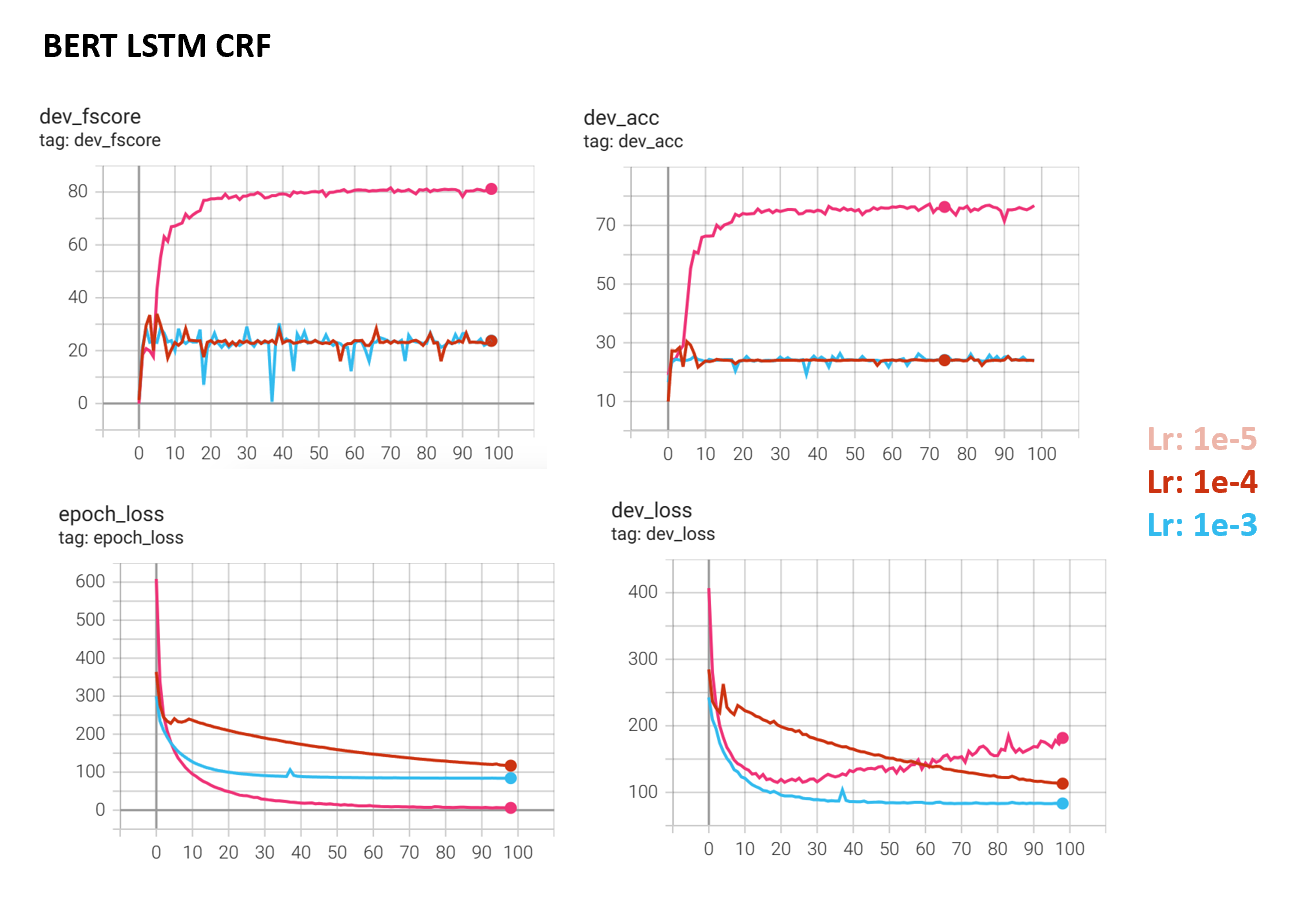 BERT LSTM CRF
dev_fscore
tag: dev_fscore
80
60
40
20
0
0 10 20 30 40 50 60 70 80 90 100
dev_acc
tag: dev_acc
70
50
30
10
0 10 20 30 40 50 60 70 80 90 100
Lr: 1e-5
Lr: 1e-4
Lr: 1e-3
epoch_loss
tag: epoch_loss
600
500
400
300
200
100
0
0 10 20 30 40 50 60 70 80 90 100
dev_loss
tag: dev_loss
400
300
200
100
0 10 20 30 40 50 60 70 80 90 100